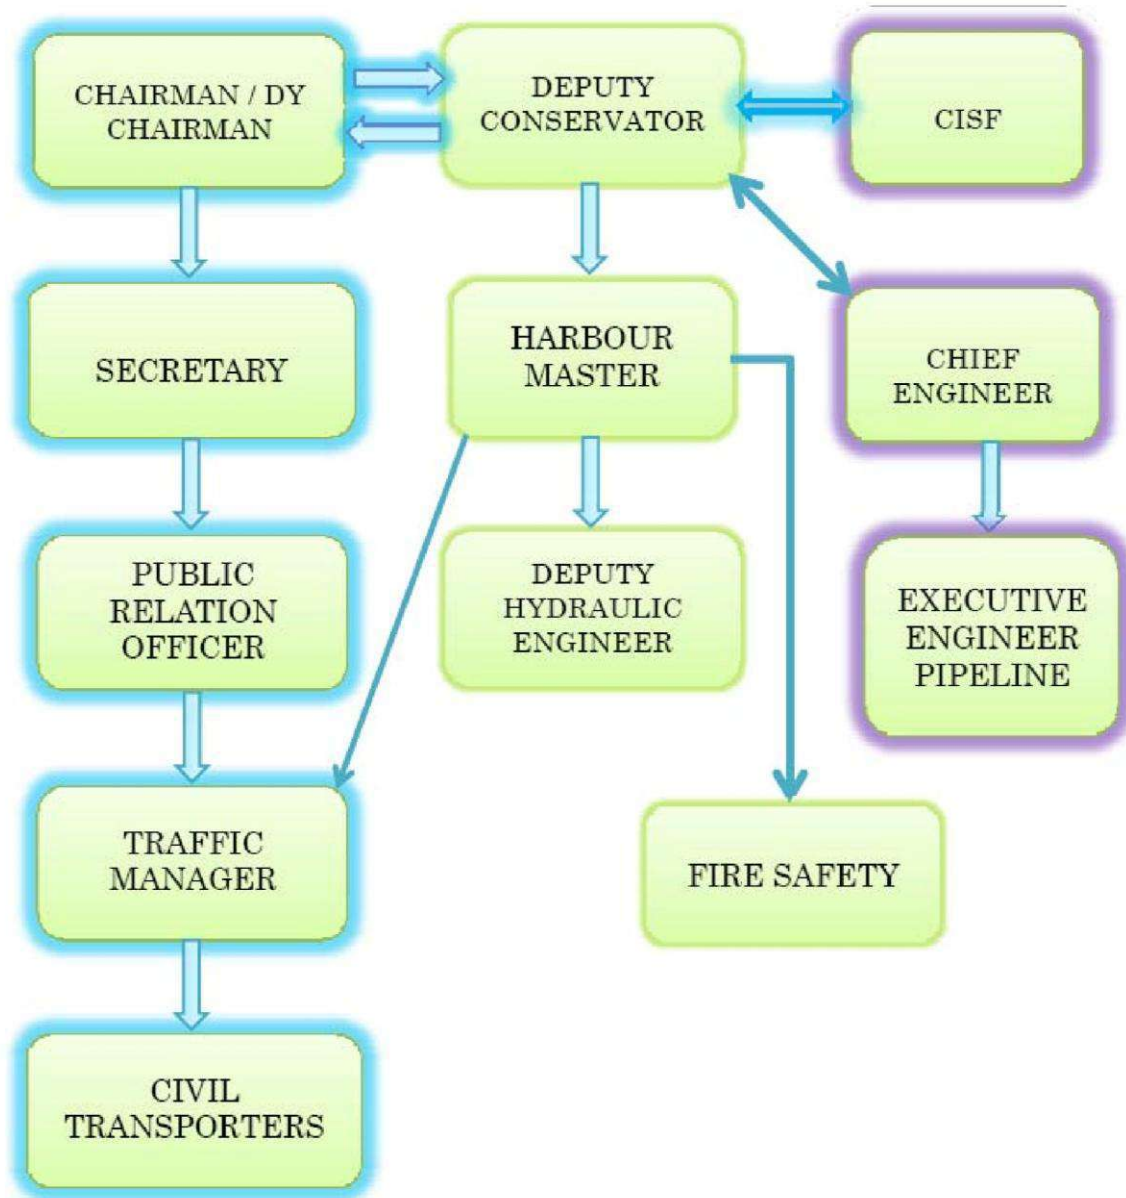 CHAIRMAN / DY
CHAIRMAN
DEPUTY
CONSERVATOR
CISF
SECRETARY
HARBOUR
MASTER
CHIEF
ENGINEER
PUBLIC
RELATION
OFFICER
DEPUTY
HYDRAULIC
ENGINEER
EXECUTIVE
ENGINEER
PIPELINE
TRAFFIC
MANAGER
FIRE SAFETY
CIVIL
TRANSPORTERS